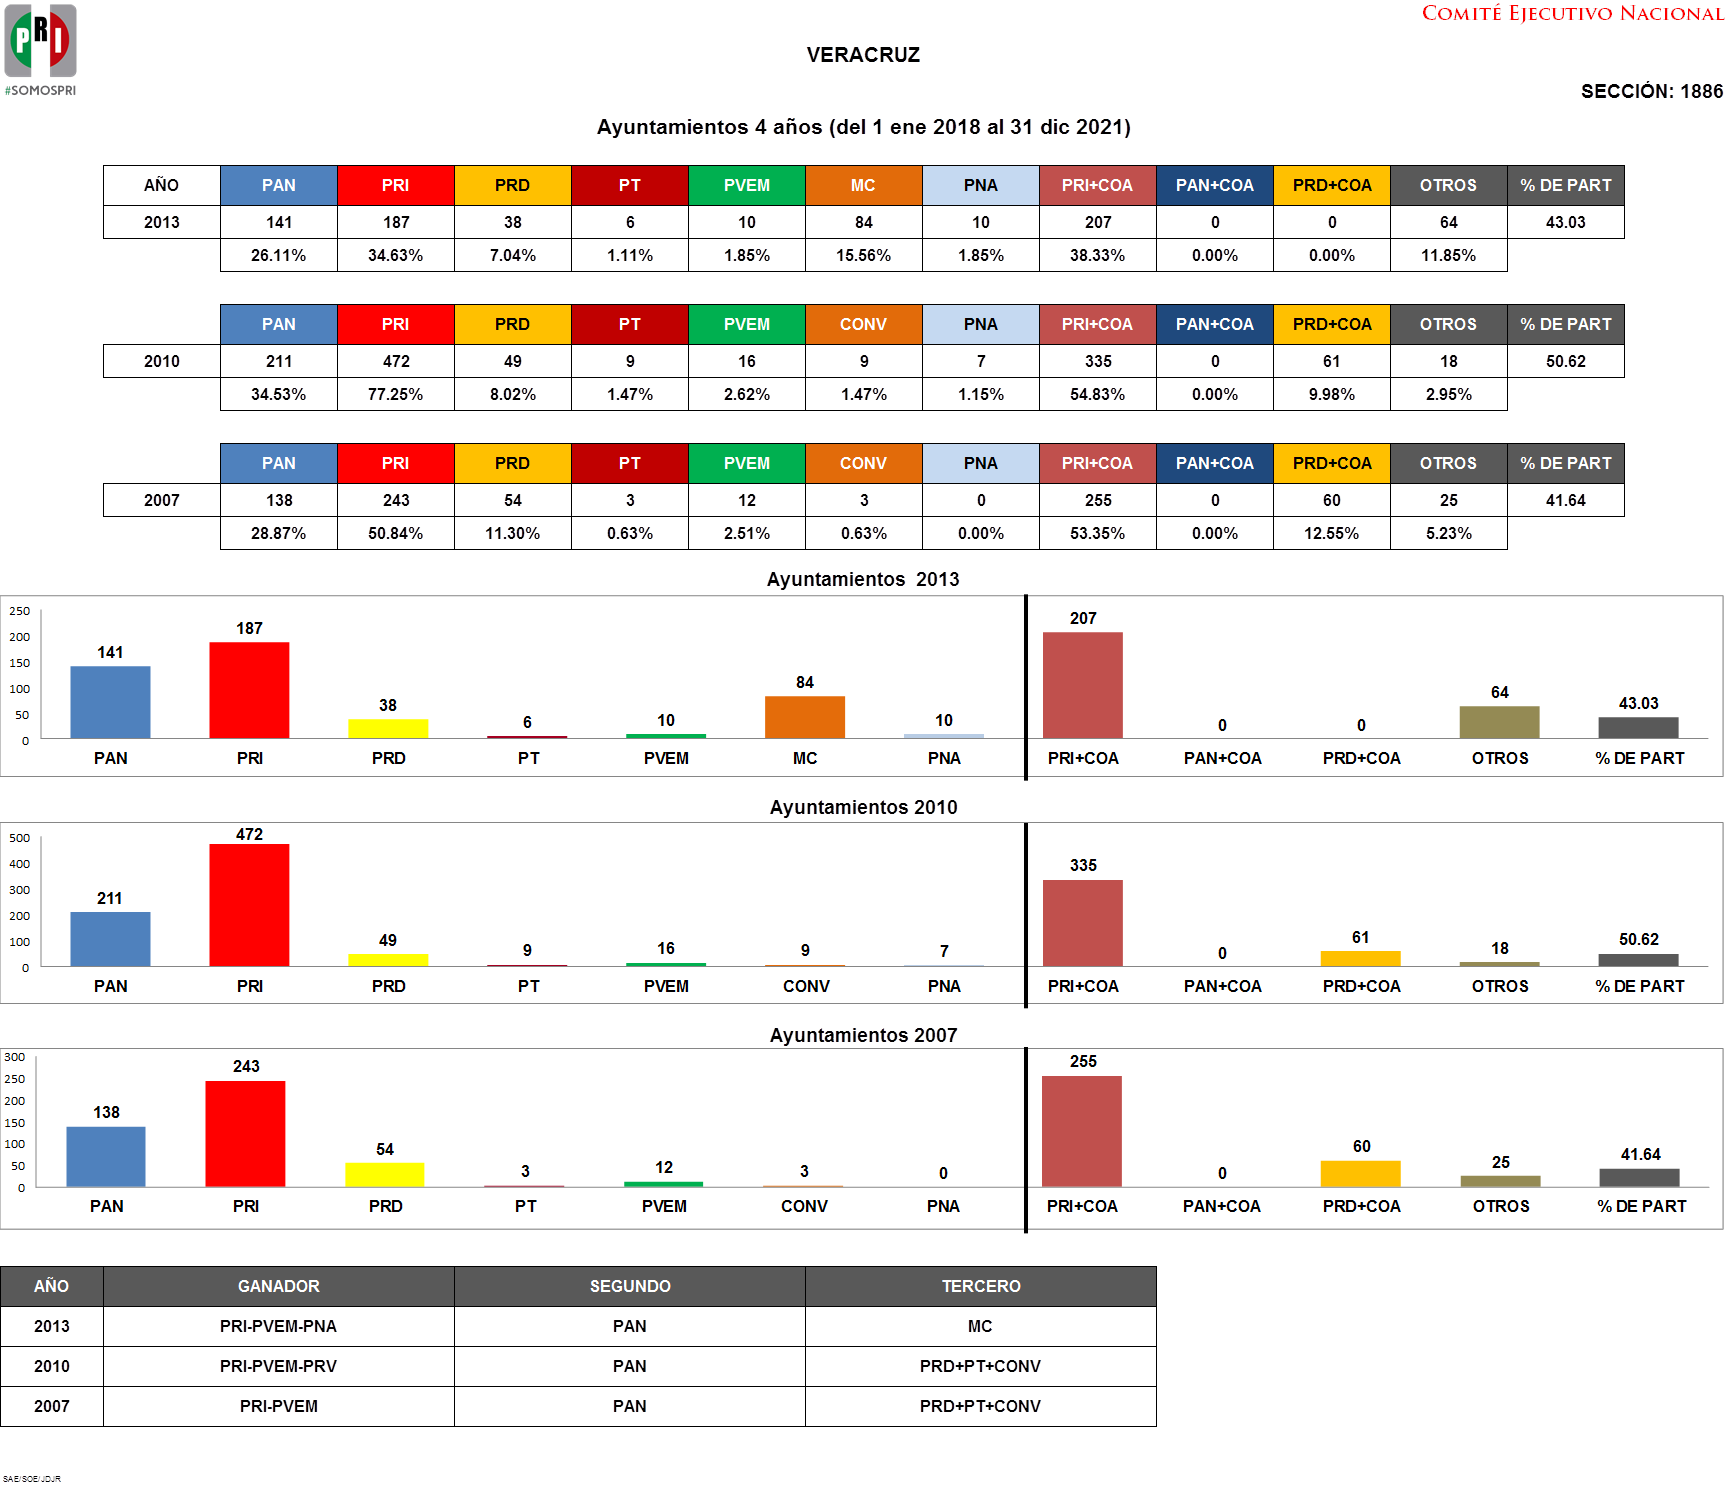 COMITÉ EJECUTIVO NACIONAL
PRI
#SOMOSPRI
VERACRUZ
SECCIÓN: 1886
Ayuntamientos 4 años (del 1 ene 2018 al 31 dic 2021)
AÑO PAN PRI PRD PT PVEM MC PNA PRI+COA PAN+COA PRD+COA OTROS % DE PART
2013 141 187 38 6 10 84 10 207 0 0 64 43.03
26.11% 34.63% 7.04% 1.11% 1.85% 15.56% 1.85% 38.33% 0.00% 0.00% 11.85%
PAN PRI PRD PT PVEM CONV PNA PRI+COA PAN+COA PRD+COA OTROS % DE PART
2010 211 472 49 9 16 9 7 335 0 61 18 50.62
34.53% 77.25% 8.02% 1.47% 2.62% 1.47% 1.15% 54.83% 0.00% 9.98% 2.95%
PAN PRI PRD PT PVEM CONV PNA PRI+COA PAN+COA PRD+COA OTROS % DE PART
2007 138 243 54 3 12 3 0 255 0 60 25 41.64
28.87% 50.84% 11.30% 0.63% 2.51% 0.63% 0.00% 53.35% 0.00% 12.55% 5.23%
Ayuntamientos 2013
250
200
150
100
50
0
141 187 38 6 10 84 10 207 0 0 64 43.03
PAN PRI PRD PT PVEM MC PNA PRI+COA PAN+COA PRD+COA OTROS % DE PART
Ayuntamientos 2010
500
400
300
200
100
0
211 472 49 9 16 9 7 335 0 61 18 50.62
PAN PRI PRD PT PVEM CONV PNA PRI+COA PAN+COA PRD+COA OTROS % DE PART
Ayuntamientos 2007
300
250
200
150
100
50
0
138 243 54 3 12 3 0 255 0 60 25 41.64
PAN PRI PRD PT PVEM CONV PNA PRI+COA PAN+COA PRD+COA OTROS % DE PART
AÑO GANADOR SEGUNDO TERCERO
2013 PRI-PVEM-PNA PAN MC
2010 PRI-PVEM-PRV PAN PRD+PT+CONV
2007 PRI-PVEM PAN PRD+PT+CONV
SAE/SOE/JDJR